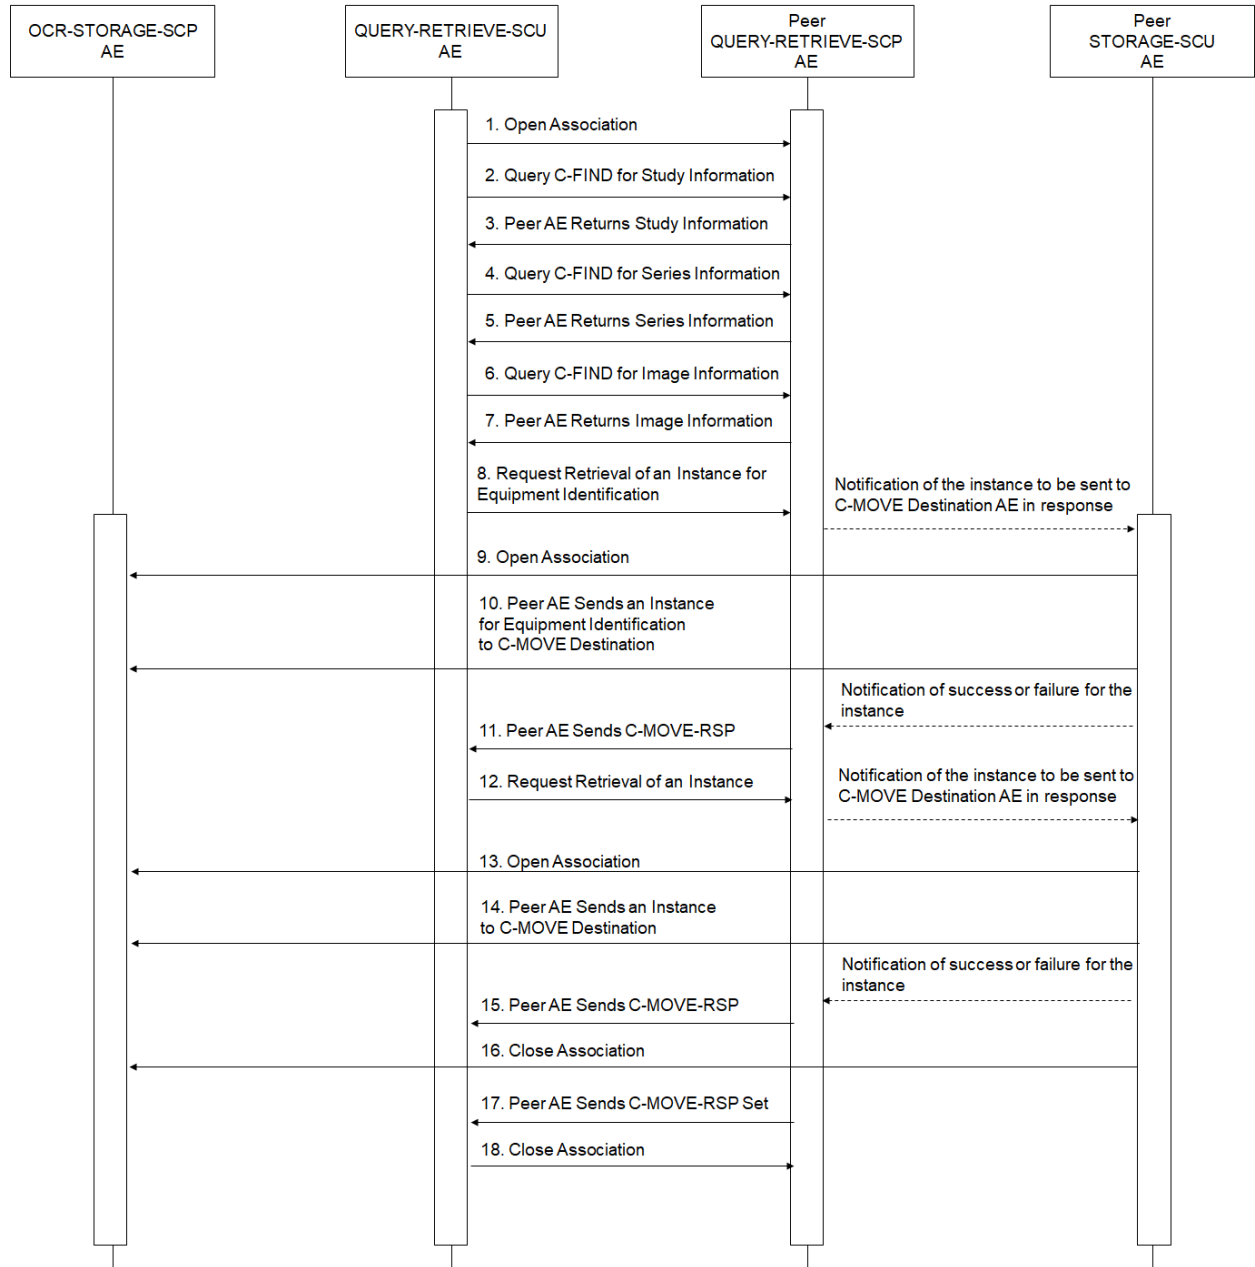 OCR-STORAGE-SCP
AE
QUERY-RETRIEVE-SCU
AE
Peer
QUERY-RETRIEVE-SCP
AE
Peer
STORAGE-SCU
AE
1. Open Association
2. Query C-FIND for Study Information
3. Peer AE Returns Study Information
4. Query C-FIND for Series Information
5. Peer AE Returns Series Information
6. Query C-FIND for Image Information
7. Peer AE Returns Image Information
8. Request Retrieval of an Instance for
Equipment Identification
Notification of the instance to be sent to
C-MOVE Destination AE in response
9. Open Association
10. Peer AE Sends an Instance
for Equipment Identification
to C-MOVE Destination
Notification of success or failure for the
instance
11. Peer AE Sends C-MOVE-RSP
12. Request Retrieval of an Instance
Notification of the instance to be sent to
C-MOVE Destination AE in response
13. Open Association
14. Peer AE Sends an Instance
to C-MOVE Destination
Notification of success or failure for the
instance
15. Peer AE Sends C-MOVE-RSP
16. Close Association
17. Peer AE Sends C-MOVE-RSP Set
18. Close Association